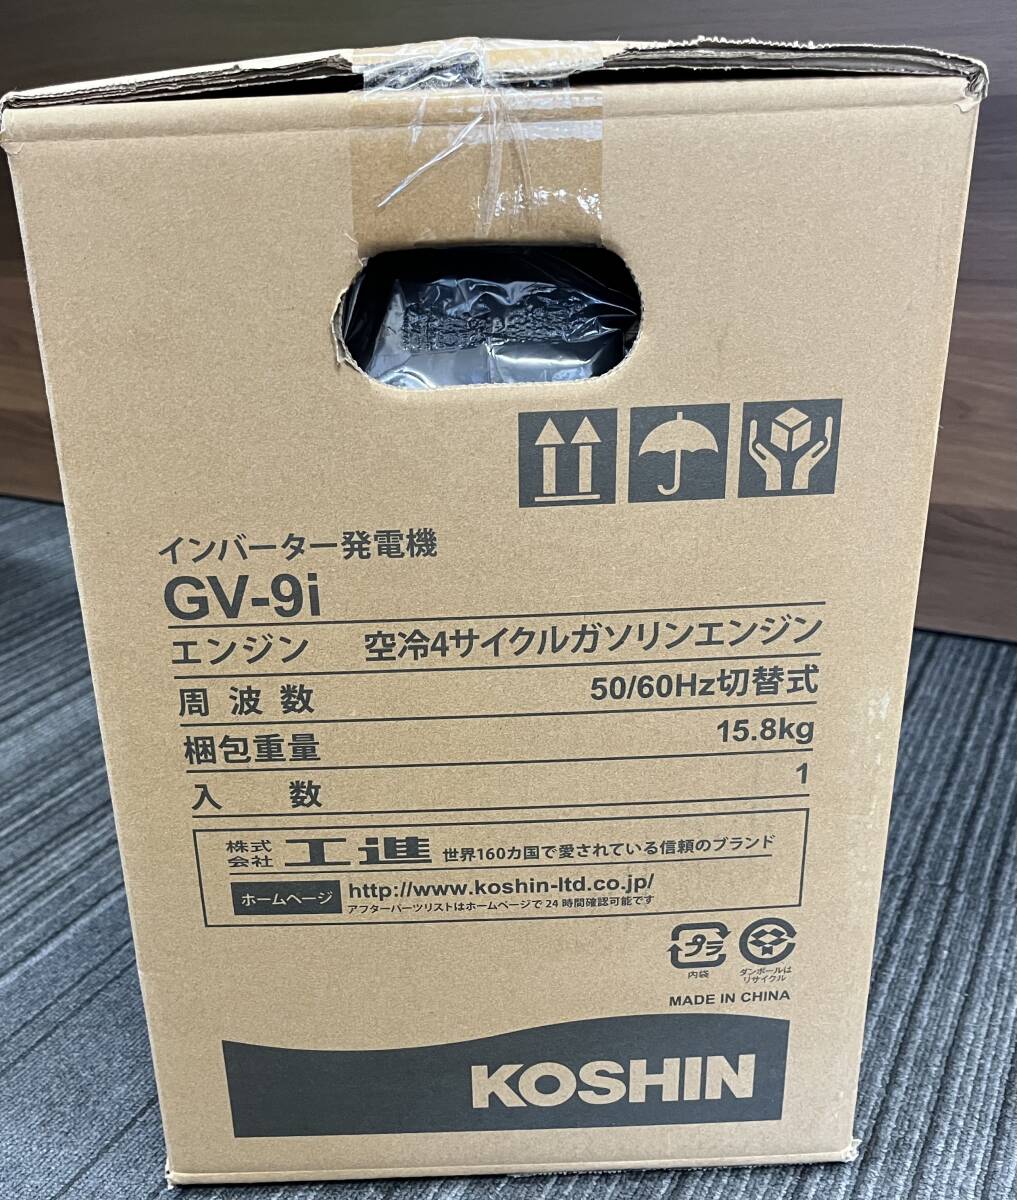 インバーター発電機
GV-9i
エンジン 空冷4サイクルガソリンエンジン
周波数 50/60Hz切替式
梱包重量 15.8kg
入数 1
株式会社 工進 世界160カ国で愛されている信頼のブランド
ホームページ http://www.koshin-ltd.co.jp/
アフターパーツリストはホームページで24時間確認可能です
プラ
内袋
ダンボールは
リサイクル
MADE IN CHINA
KOSHIN